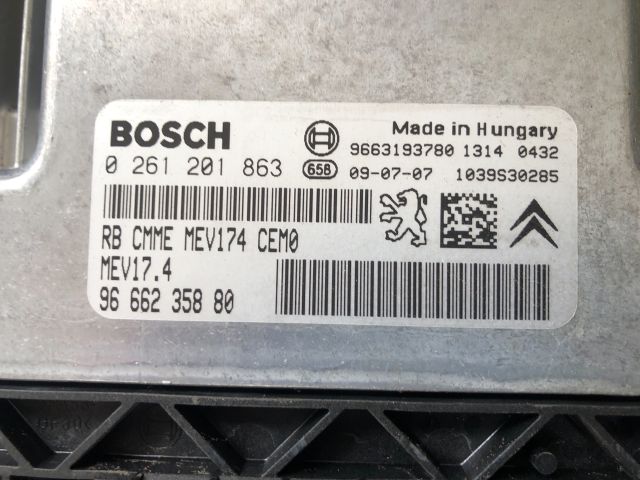 BOSCH
Made in Hungary
0 261 201 863
658
9663193780 1314 0432
09-07-07 1039S30285
RB CMME MEV174 CEM0
MEV17.4
96 662 358 80